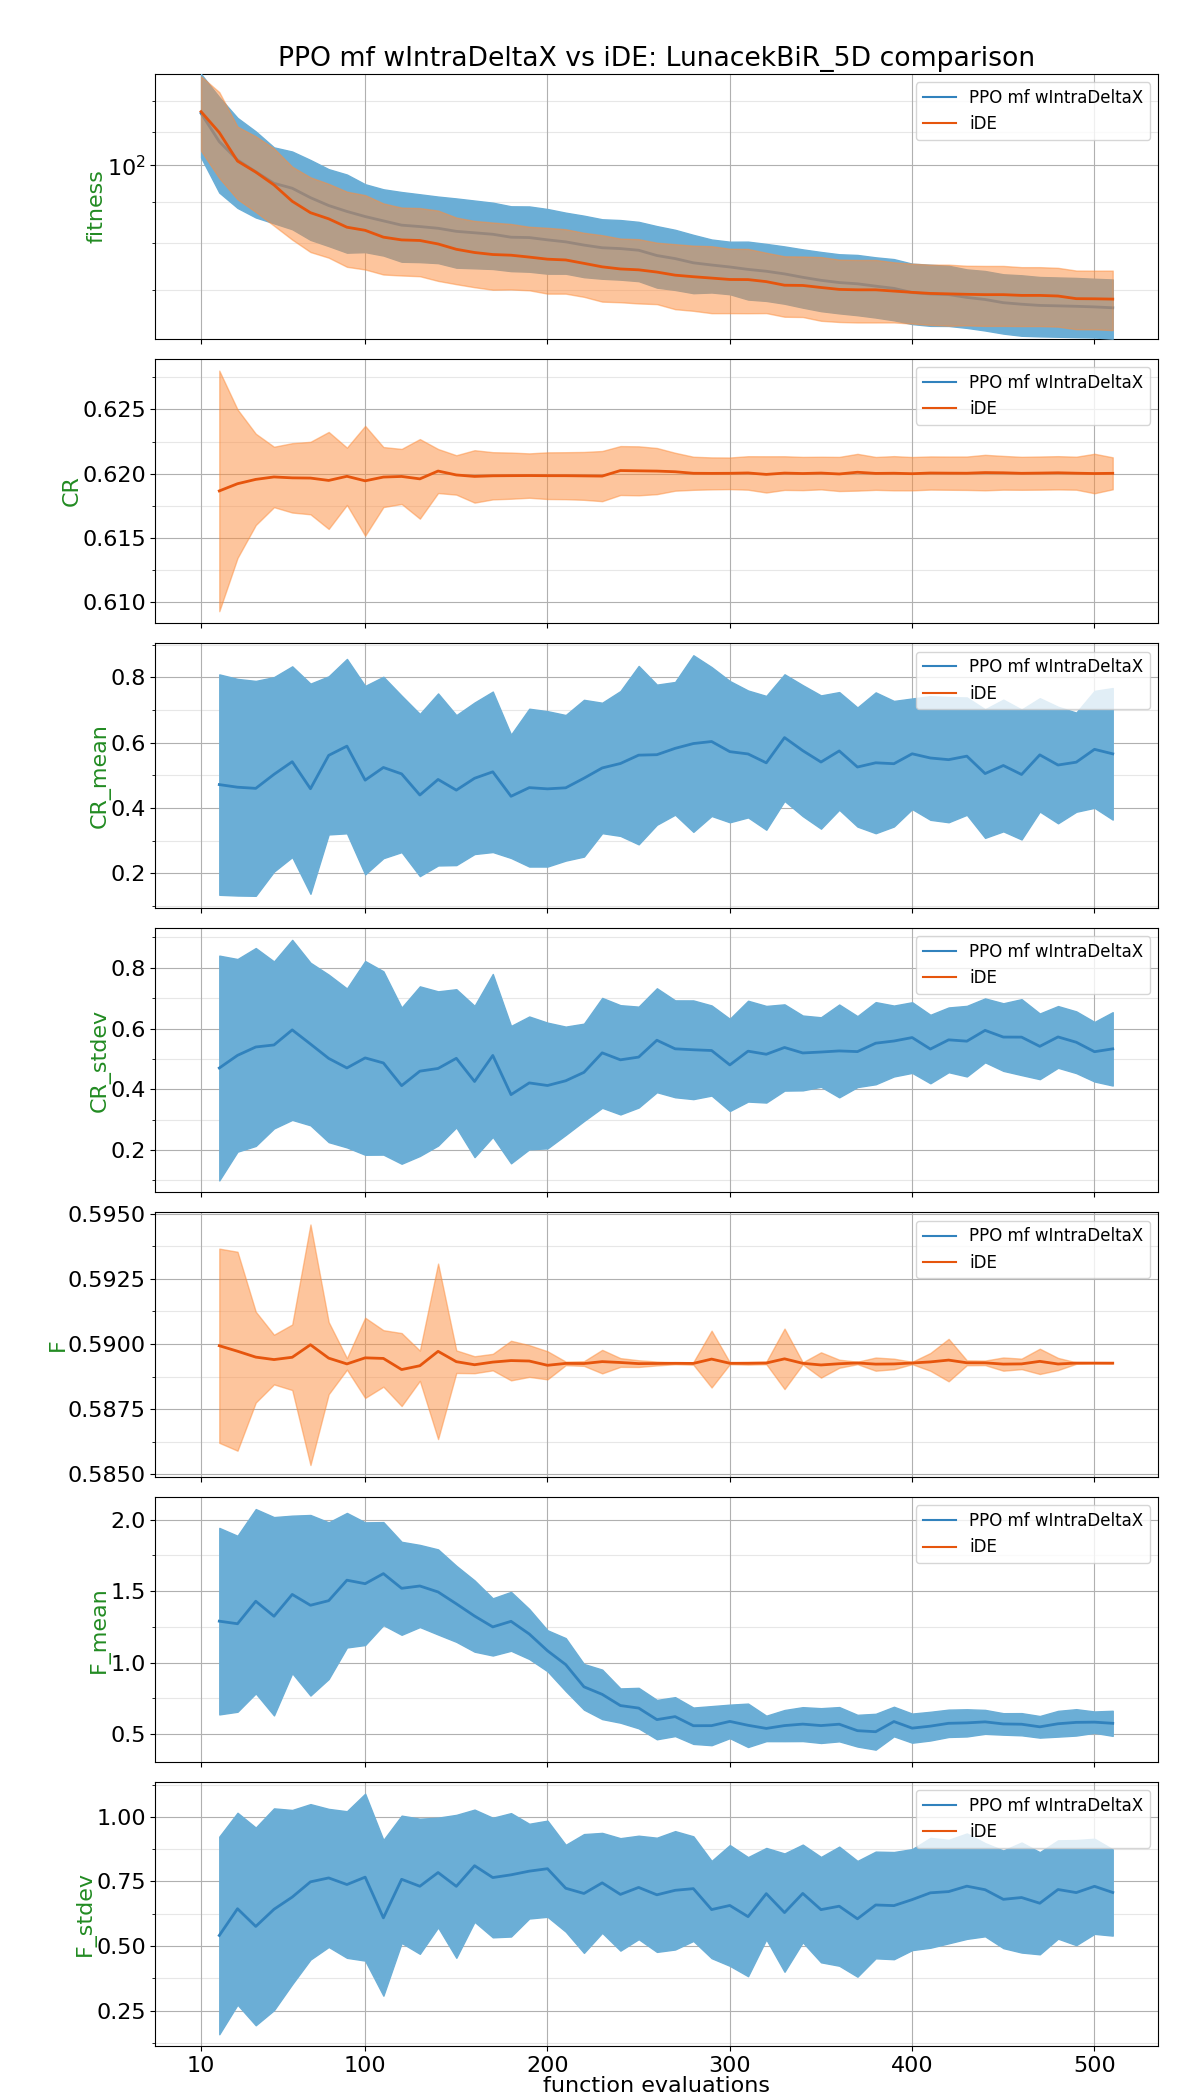 PPO mf wIntraDeltaX vs iDE: LunacekBiR_5D comparison
PPO mf wIntraDeltaX
iDE
10²
fitness
PPO mf wIntraDeltaX
iDE
0.625
0.620
0.615
0.610
CR
PPO mf wIntraDeltaX
iDE
0.8
0.6
0.4
0.2
CR_mean
PPO mf wIntraDeltaX
iDE
0.8
0.6
0.4
0.2
CR_stdev
PPO mf wIntraDeltaX
iDE
0.5950
0.5925
0.5900
0.5875
0.5850
F
PPO mf wIntraDeltaX
iDE
2.0
1.5
1.0
0.5
F_mean
PPO mf wIntraDeltaX
iDE
1.00
0.75
0.50
0.25
F_stdev
10 100 200 300 400 500
function evaluations